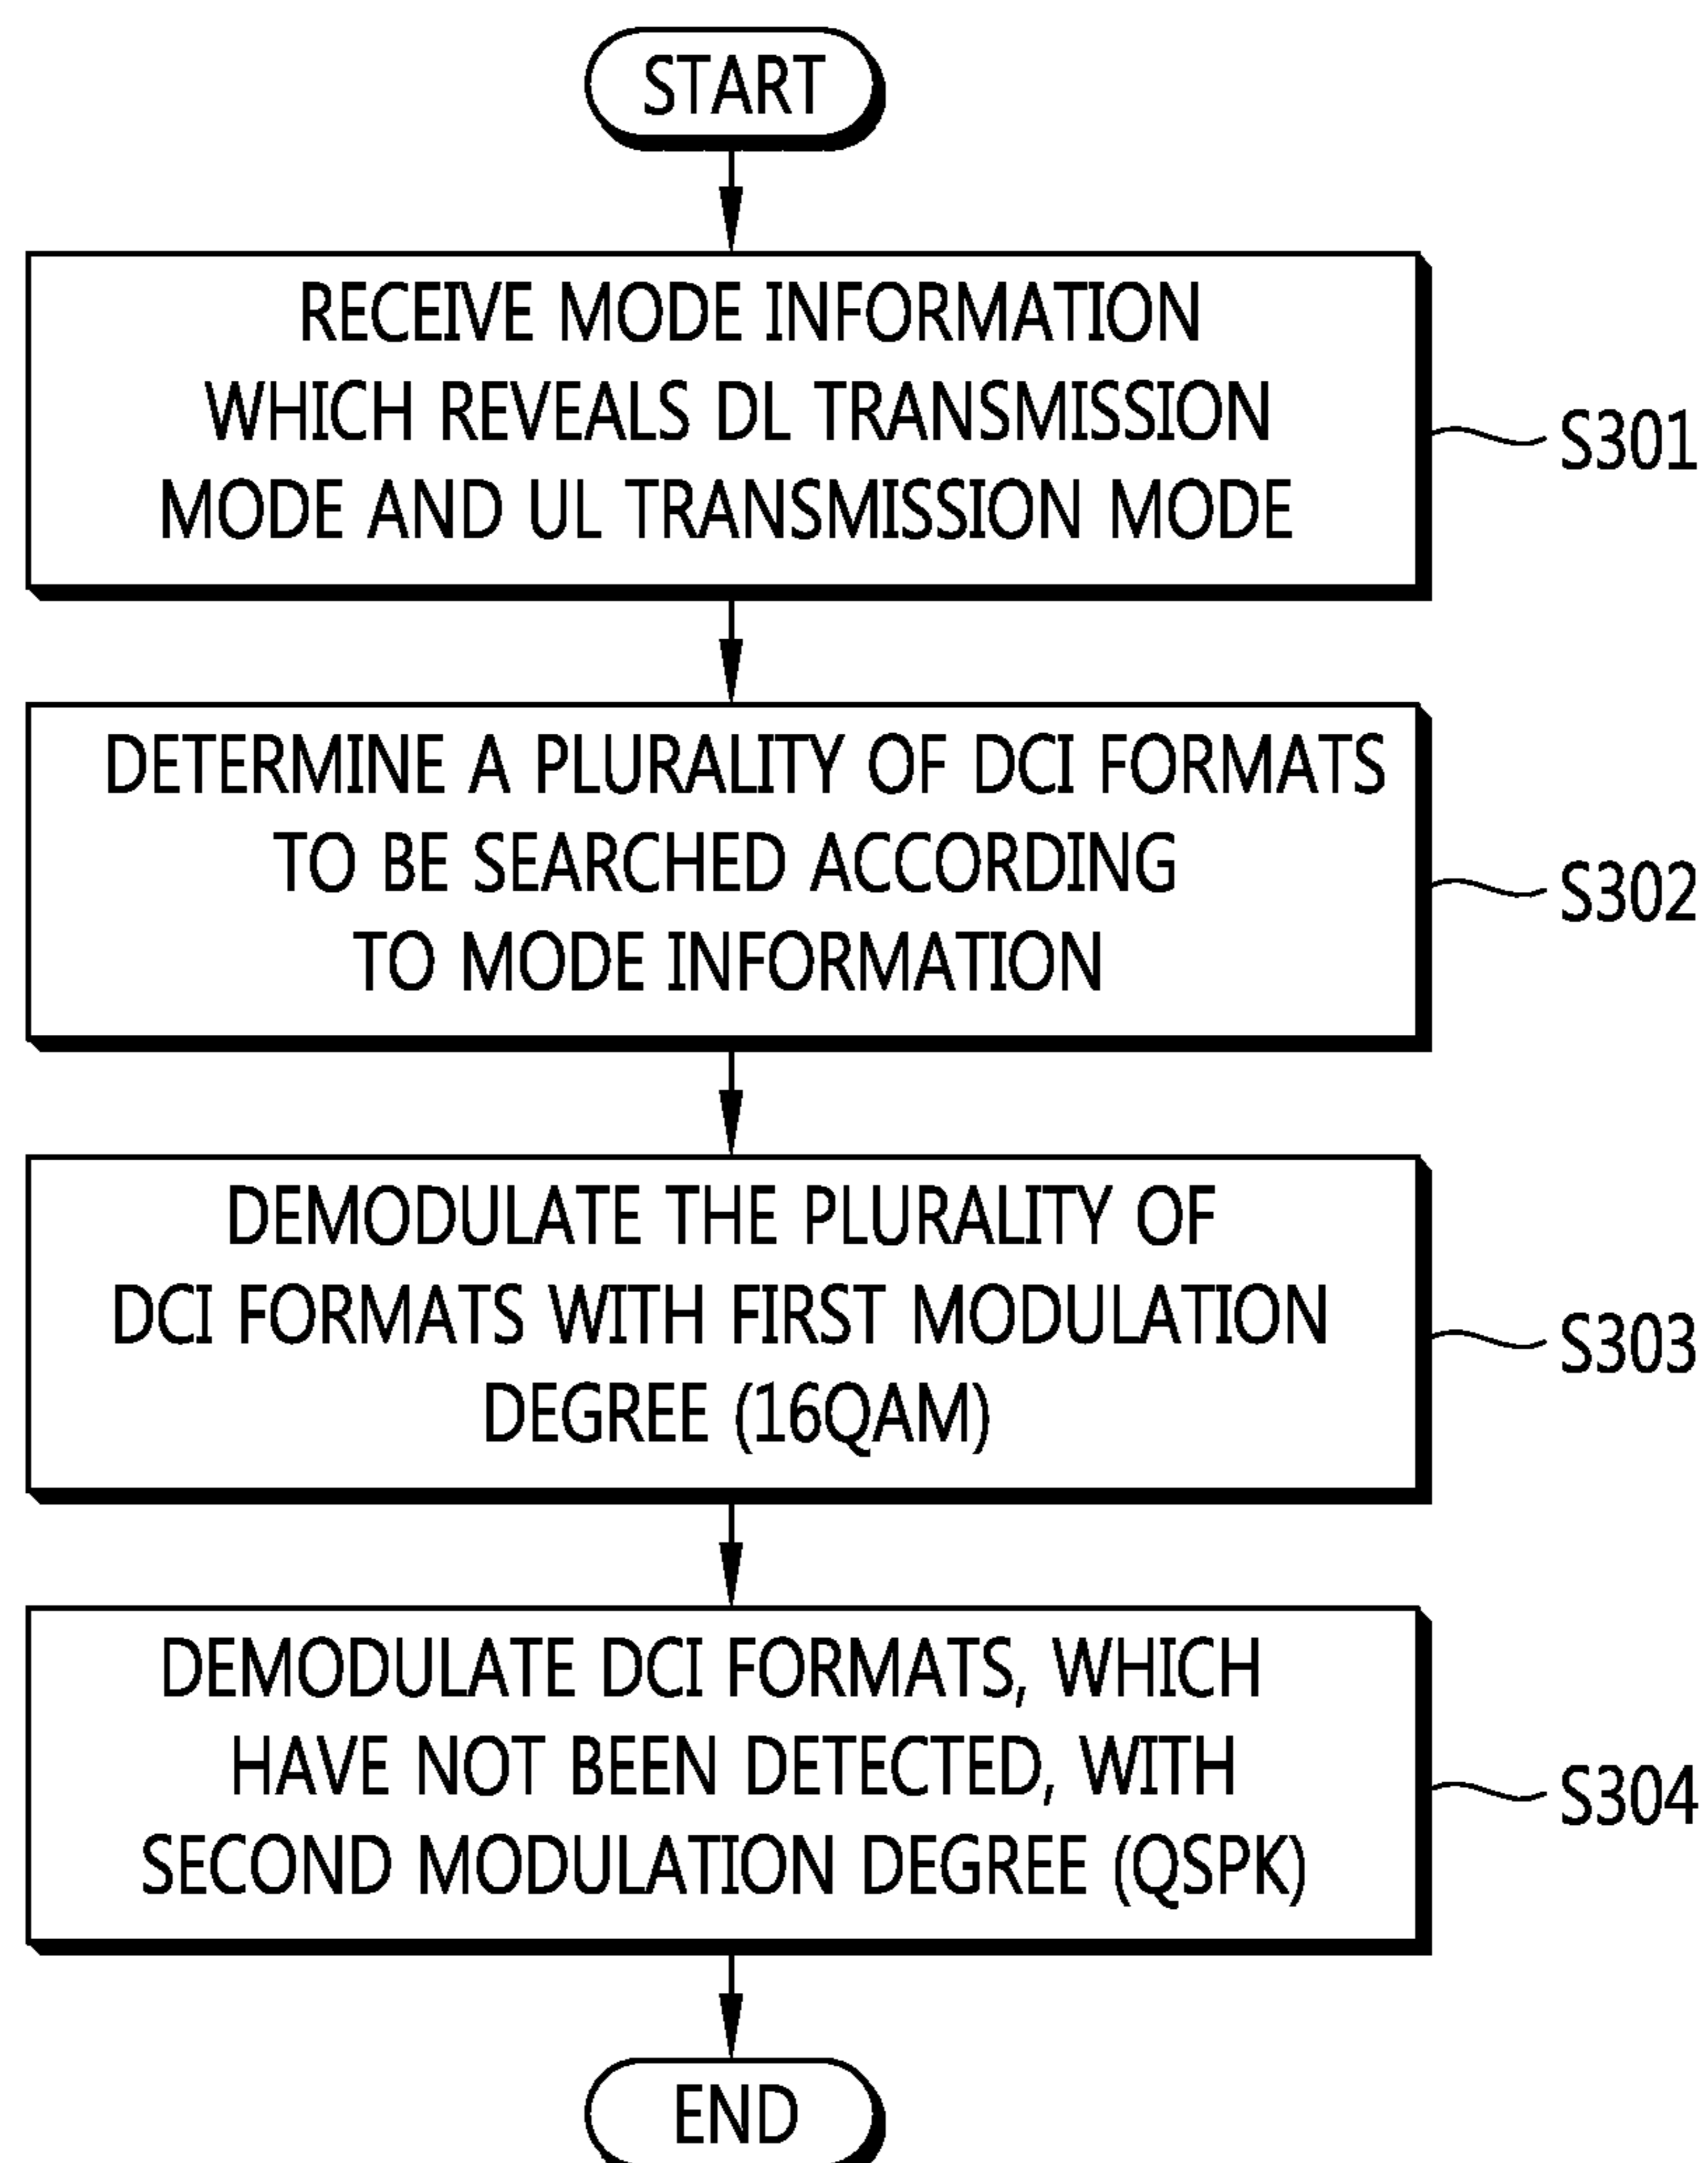 START
RECEIVE MODE INFORMATION
WHICH REVEALS DL TRANSMISSION
MODE AND UL TRANSMISSION MODE
S301
DETERMINE A PLURALITY OF DCI FORMATS
TO BE SEARCHED ACCORDING
TO MODE INFORMATION
S302
DEMODULATE THE PLURALITY OF
DCI FORMATS WITH FIRST MODULATION
DEGREE (16QAM)
S303
DEMODULATE DCI FORMATS, WHICH
HAVE NOT BEEN DETECTED, WITH
SECOND MODULATION DEGREE (QSPK)
S304
END